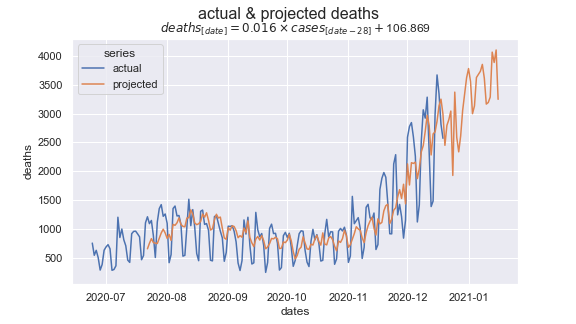 actual & projected deaths
deaths[date] = 0.016 × cases[date−28] + 106.869
series
actual
projected
4000
3500
3000
2500
2000
1500
1000
500
deaths
2020-07 2020-08 2020-09 2020-10 2020-11 2020-12 2021-01
dates